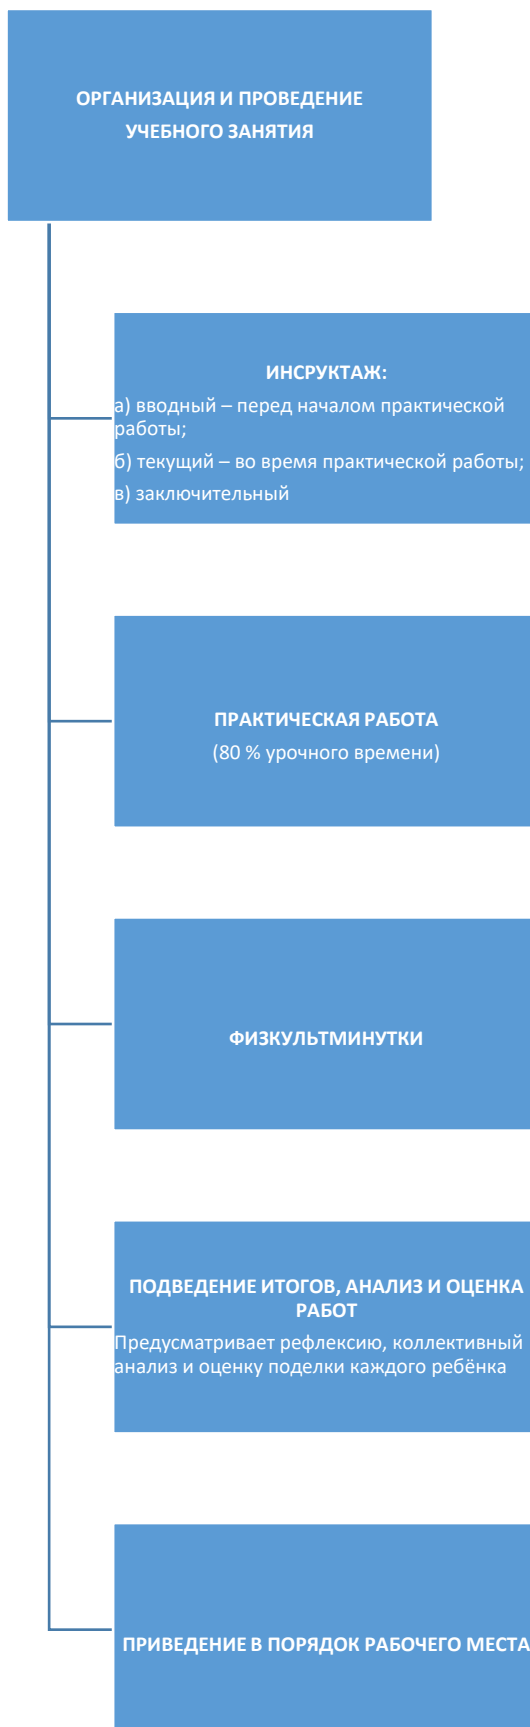 ОРГАНИЗАЦИЯ И ПРОВЕДЕНИЕ
УЧЕБНОГО ЗАНЯТИЯ
ИНСРУКТАЖ:
а) вводный – перед началом практической
работы;
б) текущий – во время практической работы;
в) заключительный
ПРАКТИЧЕСКАЯ РАБОТА
(80 % урочного времени)
ФИЗКУЛЬТМИНУТКИ
ПОДВЕДЕНИЕ ИТОГОВ, АНАЛИЗ И ОЦЕНКА
РАБОТ
Предусматривает рефлексию, коллективный
анализ и оценку поделки каждого ребёнка
ПРИВЕДЕНИЕ В ПОРЯДОК РАБОЧЕГО МЕСТА